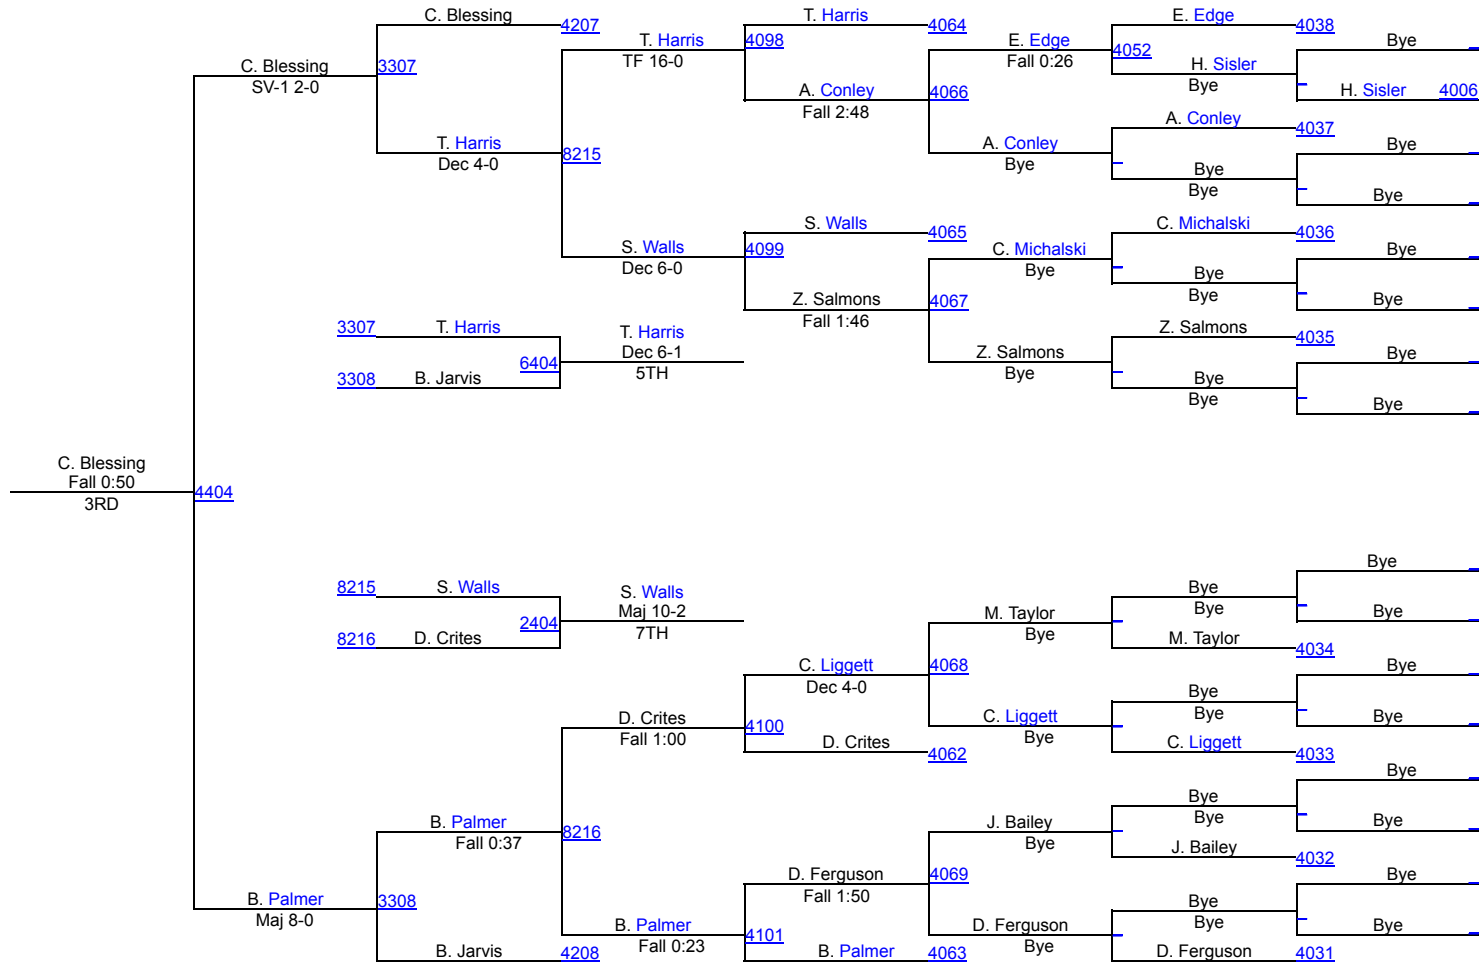 C. Blessing
4207
T. Harris
4064
E. Edge
4038
T. Harris
4098
E. Edge
4052
Bye
TF 16-0
Fall 0:26
H. Sisler
C. Blessing
3307
Bye
SV-1 2-0
A. Conley
4066
H. Sisler 4006
Fall 2:48
A. Conley
4037
T. Harris
8215
A. Conley
Bye
Dec 4-0
Bye
Bye
Bye
Bye
S. Walls
4065
C. Michalski
4036
S. Walls
4099
C. Michalski
Bye
Dec 6-0
Bye
Bye
Bye
Z. Salmons
4067
Bye
Fall 1:46
3307
T. Harris
T. Harris
Z. Salmons
4035
Dec 6-1
Z. Salmons
Bye
6404
5TH
Bye
3308
B. Jarvis
Bye
Bye
Bye
C. Blessing
Fall 0:50
4404
3RD
Bye
8215
S. Walls
S. Walls
Bye
Maj 10-2
M. Taylor
Bye
Bye
2404
7TH
Bye
8216
D. Crites
M. Taylor
4034
C. Liggett
4068
Bye
Dec 4-0
Bye
D. Crites
4100
C. Liggett
Bye
Bye
Fall 1:00
Bye
D. Crites
4062
C. Liggett
4033
Bye
Bye
B. Palmer
8216
J. Bailey
Bye
Bye
Fall 0:37
Bye
J. Bailey
4032
D. Ferguson
4069
Bye
Fall 1:50
B. Palmer
3308
Bye
Maj 8-0
B. Palmer
4101
D. Ferguson
Bye
Bye
Fall 0:23
Bye
B. Jarvis
4208
B. Palmer
4063
D. Ferguson
4031